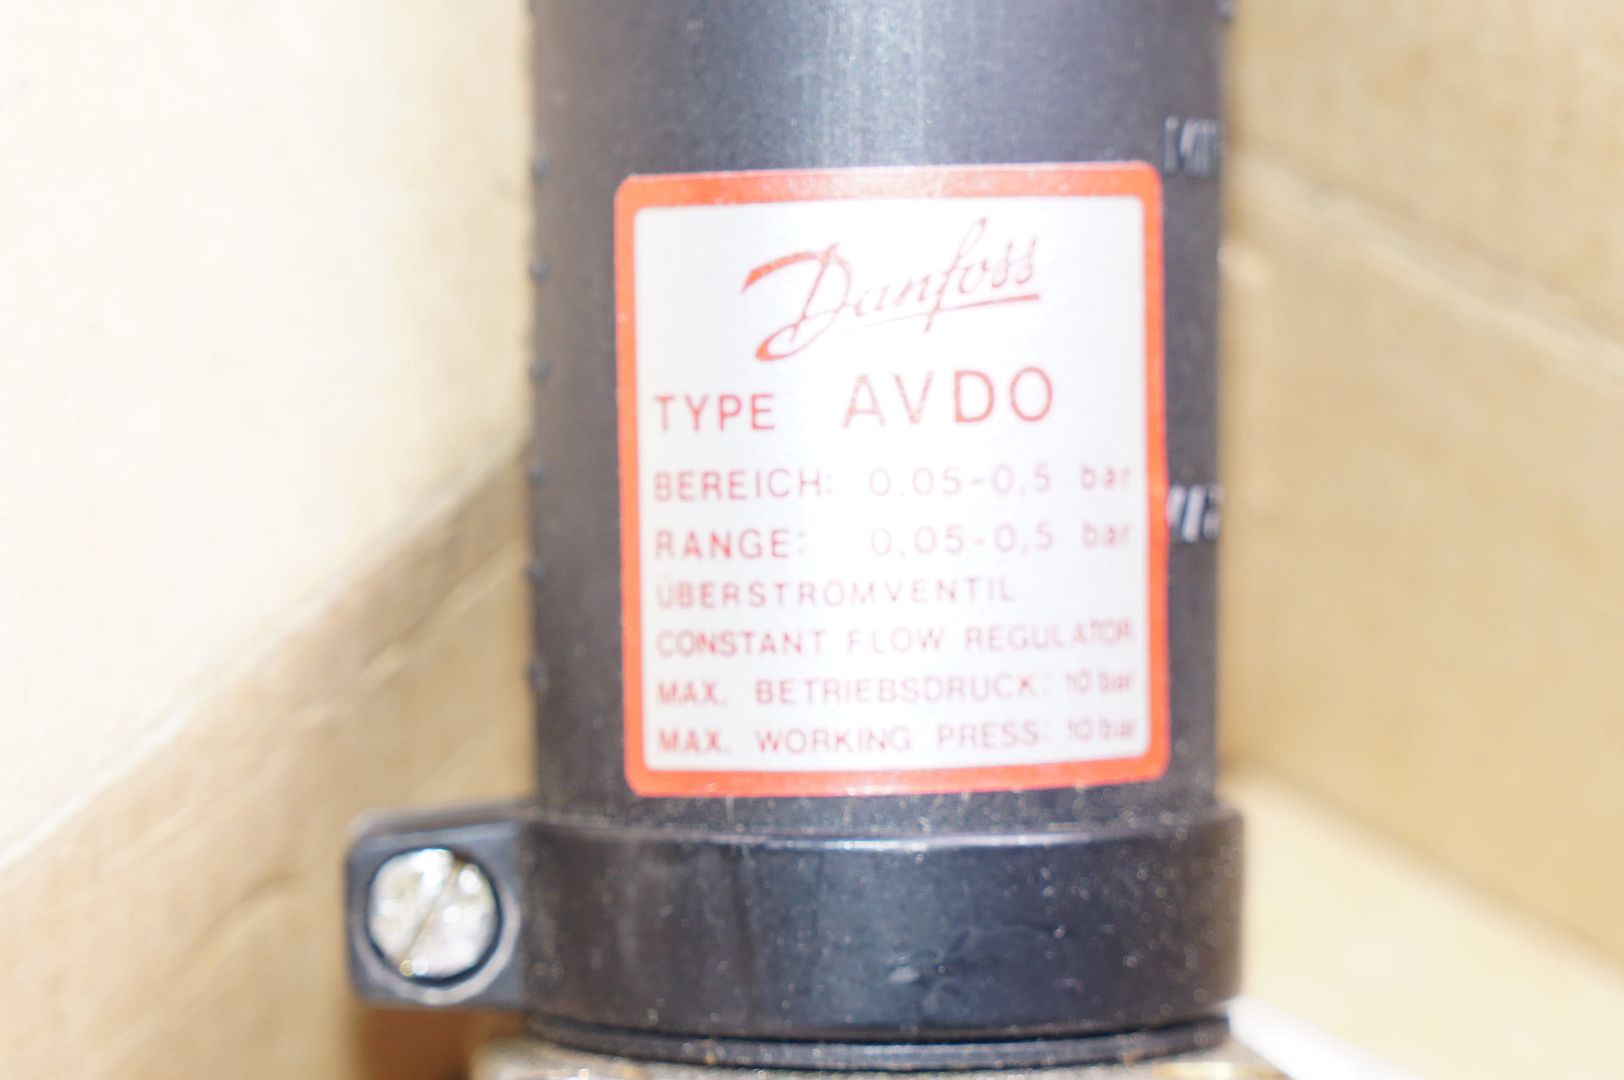 Danfoss
TYPE AVDO
BEREICH: 0,05-0,5 bar
RANGE: 0,05-0,5 bar
ÜBERSTRÖMVENTIL
CONSTANT FLOW REGULATOR
MAX. BETRIEBSDRUCK: 10 bar
MAX. WORKING PRESS: 10 bar